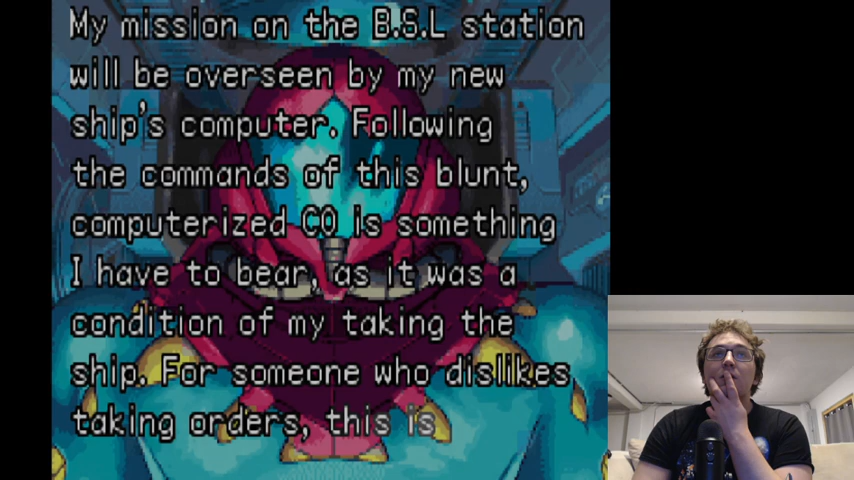 My mission on the B.S.L station
will be overseen by my new
ship's computer. Following
the commands of this blunt,
computerized CO is something
I have to bear, as it was a
condition of my taking the
ship. For someone who dislikes
taking orders, this is